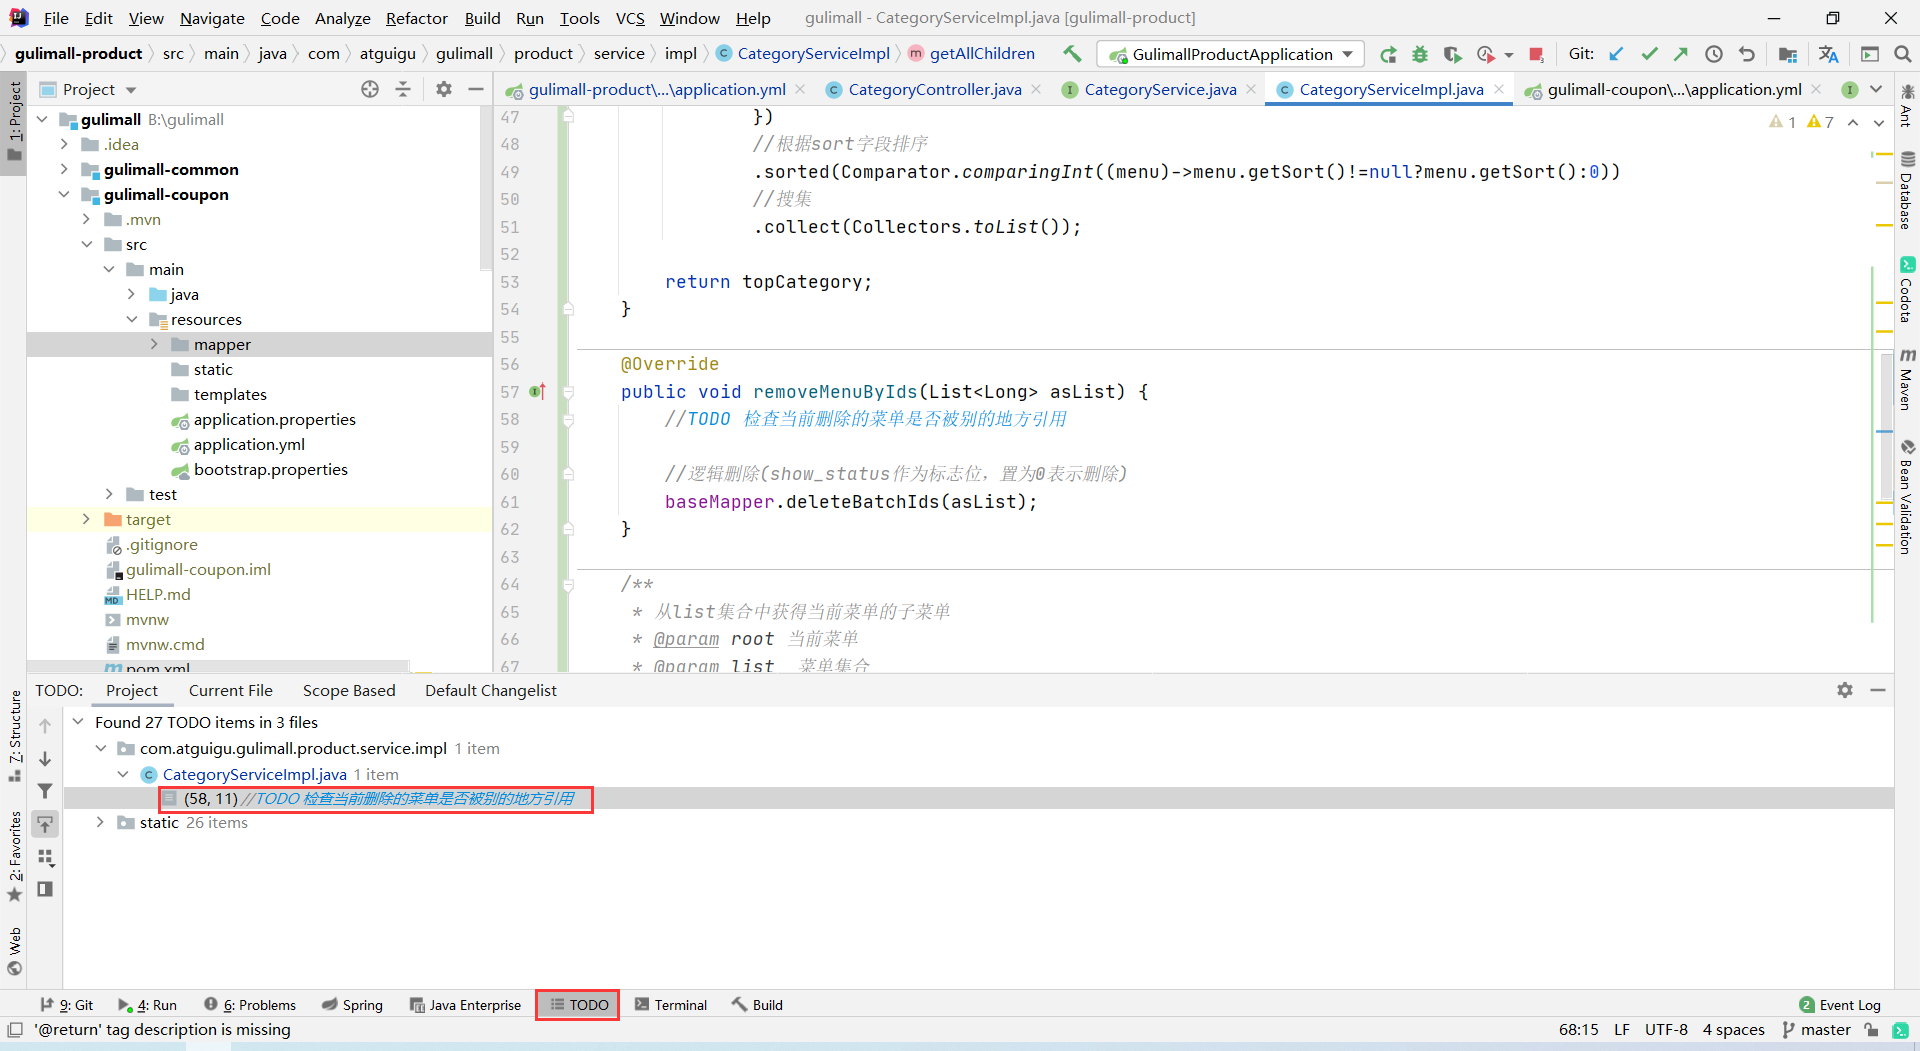 File Edit View Navigate Code Analyze Refactor Build Run Tools VCS Window Help gulimall - CategoryServiceImpl.java [gulimall-product]
gulimall-product src main java com atguigu gulimall product service impl CategoryServiceImpl getAllChildren GulimallProductApplication Git:
Project
gulimall-product\...\application.yml CategoryController.java CategoryService.java CategoryServiceImpl.java gulimall-coupon\...\application.yml
1: Project
7: Structure
2: Favorites
Web
gulimall B:\gulimall
.idea
gulimall-common
gulimall-coupon
.mvn
src
main
java
resources
mapper
static
templates
application.properties
application.yml
bootstrap.properties
test
target
.gitignore
gulimall-coupon.iml
HELP.md
mvnw
mvnw.cmd
pom.xml
1 7
47 })
48 //根据sort字段排序
49 .sorted(Comparator.comparingInt((menu)->menu.getSort()!=null?menu.getSort():0))
50 //搜集
51 .collect(Collectors.toList());
52
53 return topCategory;
54 }
55
56 @Override
57 public void removeMenuByIds(List<Long> asList) {
58 //TODO 检查当前删除的菜单是否被别的地方引用
59
60 //逻辑删除(show_status作为标志位，置为0表示删除)
61 baseMapper.deleteBatchIds(asList);
62 }
63
64 /**
65 * 从list集合中获得当前菜单的子菜单
66 * @param root 当前菜单
67 * @param list 菜单集合
Ant
Database
Codota
Maven
Bean Validation
TODO: Project Current File Scope Based Default Changelist
Found 27 TODO items in 3 files
com.atguigu.gulimall.product.service.impl 1 item
CategoryServiceImpl.java 1 item
(58, 11) //TODO 检查当前删除的菜单是否被别的地方引用
static 26 items
9: Git 4: Run 6: Problems Spring Java Enterprise TODO Terminal Build 2 Event Log
'@return' tag description is missing 68:15 LF UTF-8 4 spaces master